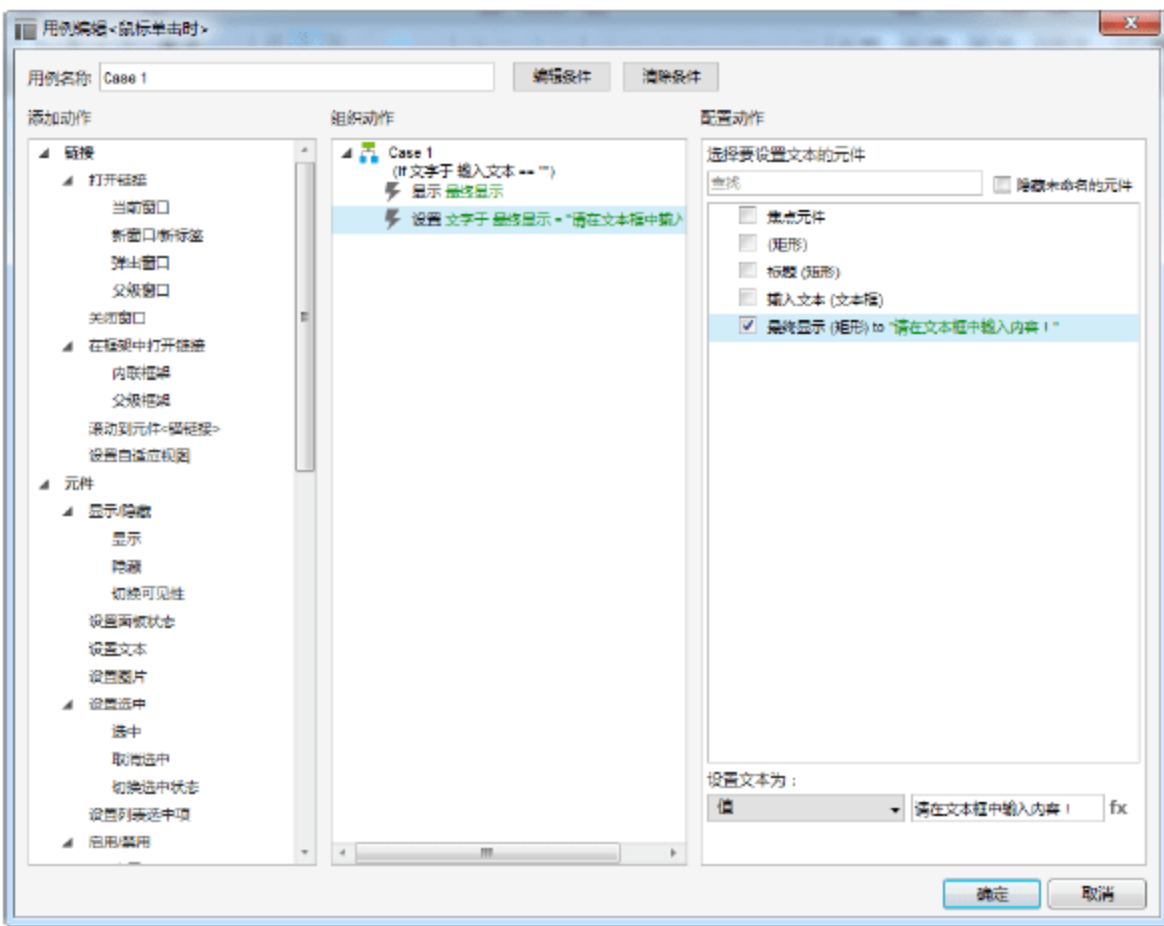 用例编辑<鼠标单击时>
用例名称 Case 1 编辑条件 清除条件
添加动作
链接
打开链接
当前窗口
新窗口/新标签
弹出窗口
父级窗口
关闭窗口
在框架中打开链接
内联框架
父级框架
滚动到元件<锚链接>
设置自适应视图
元件
显示/隐藏
显示
隐藏
切换可见性
设置面板状态
设置文本
设置图片
设置选中
选中
取消选中
切换选中状态
设置列表选中项
启用/禁用
组织动作
Case 1
(If 文字于 输入文本 == "")
显示 最终显示
设置 文字于 最终显示 = "请在文本框中输入
配置动作
选择要设置文本的元件
查找 隐藏未命名的元件
焦点元件
(矩形)
标题 (矩形)
输入文本 (文本框)
最终显示 (矩形) to "请在文本框中输入内容！"
设置文本为：
值 请在文本框中输入内容！ fx
确定 取消